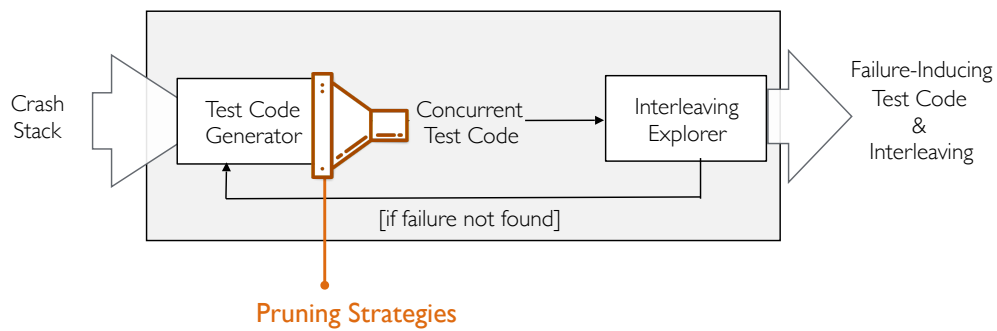 Crash
Stack
Test Code
Generator
Concurrent
Test Code
Interleaving
Explorer
Failure-Inducing
Test Code
&
Interleaving
[if failure not found]
Pruning Strategies